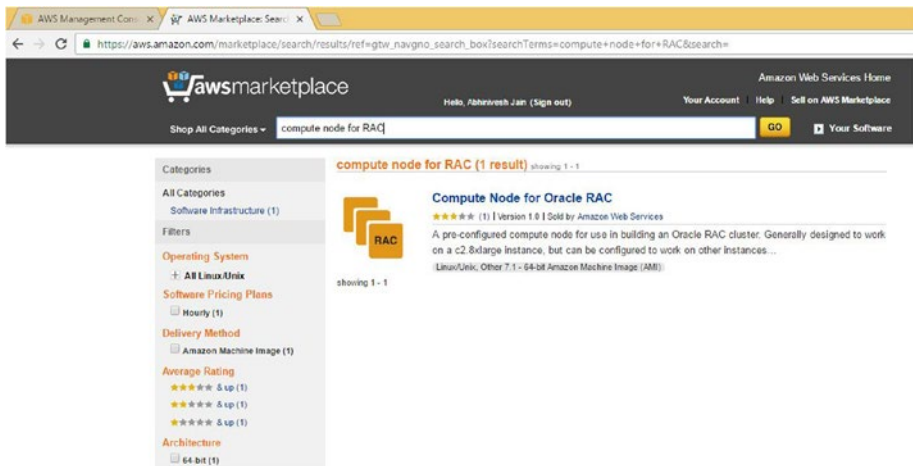 AWS Management Cons
AWS Marketplace: Search
https://aws.amazon.com/marketplace/search/results/ref=gtw_navgno_search_box?searchTerms=compute+node+for+RAC&search=
awsmarketplace
Amazon Web Services Home
Hello, Abhinivesh Jain (Sign out)
Your Account Help Sell on AWS Marketplace
Shop All Categories compute node for RAC GO Your Software
Categories
All Categories
Software Infrastructure (1)
Filters
Operating System
All Linux/Unix
Software Pricing Plans
Hourly (1)
Delivery Method
Amazon Machine Image (1)
Average Rating
& up (1)
& up (1)
& up (1)
Architecture
64-bit (1)
compute node for RAC (1 result) showing 1 - 1
RAC
Compute Node for Oracle RAC
(1) | Version 1.0 | Sold by Amazon Web Services
A pre-configured compute node for use in building an Oracle RAC cluster. Generally designed to work
on a c2.8xlarge instance, but can be configured to work on other instances...
Linux/Unix, Other 7.1 - 64-bit Amazon Machine Image (AMI)
showing 1 - 1